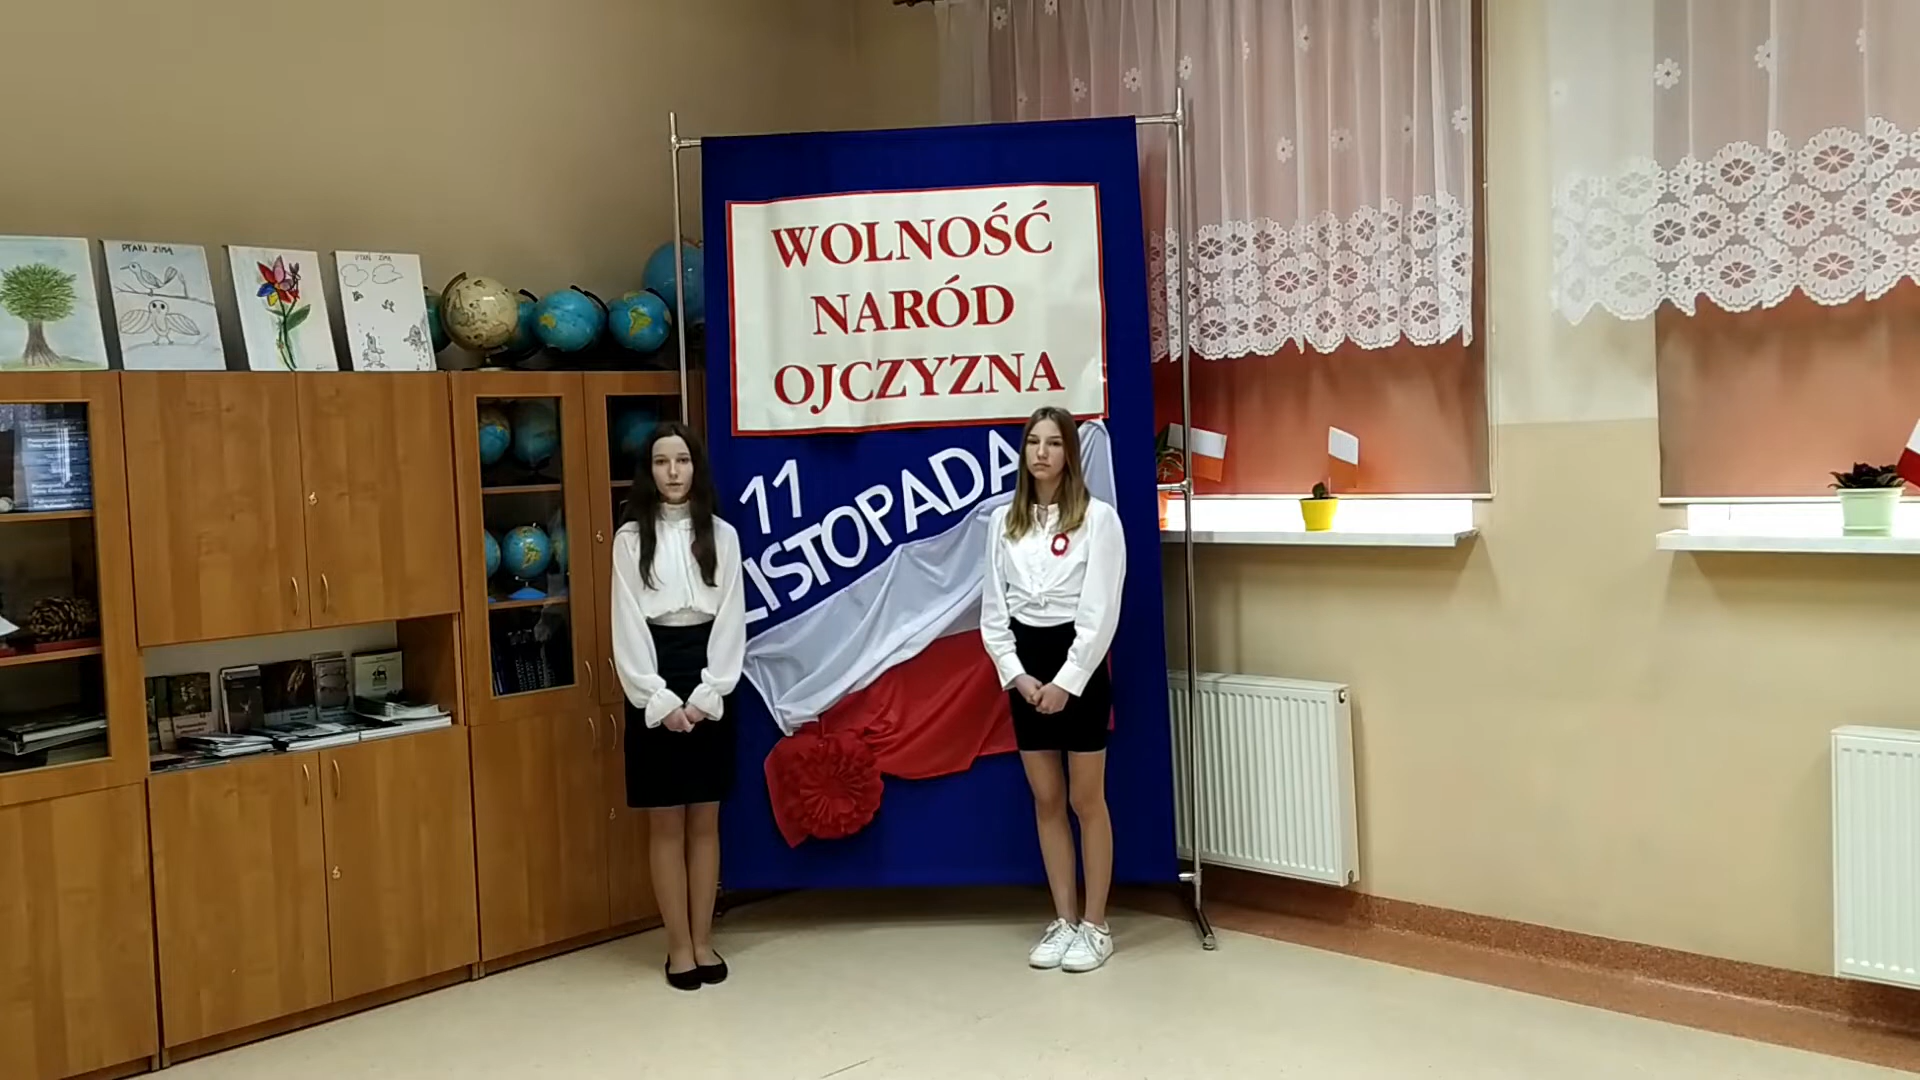 PTAKI ZIMĄ
PTAKI ZIMĄ
WOLNOŚĆ
NARÓD
OJCZYZNA
11
LISTOPADA